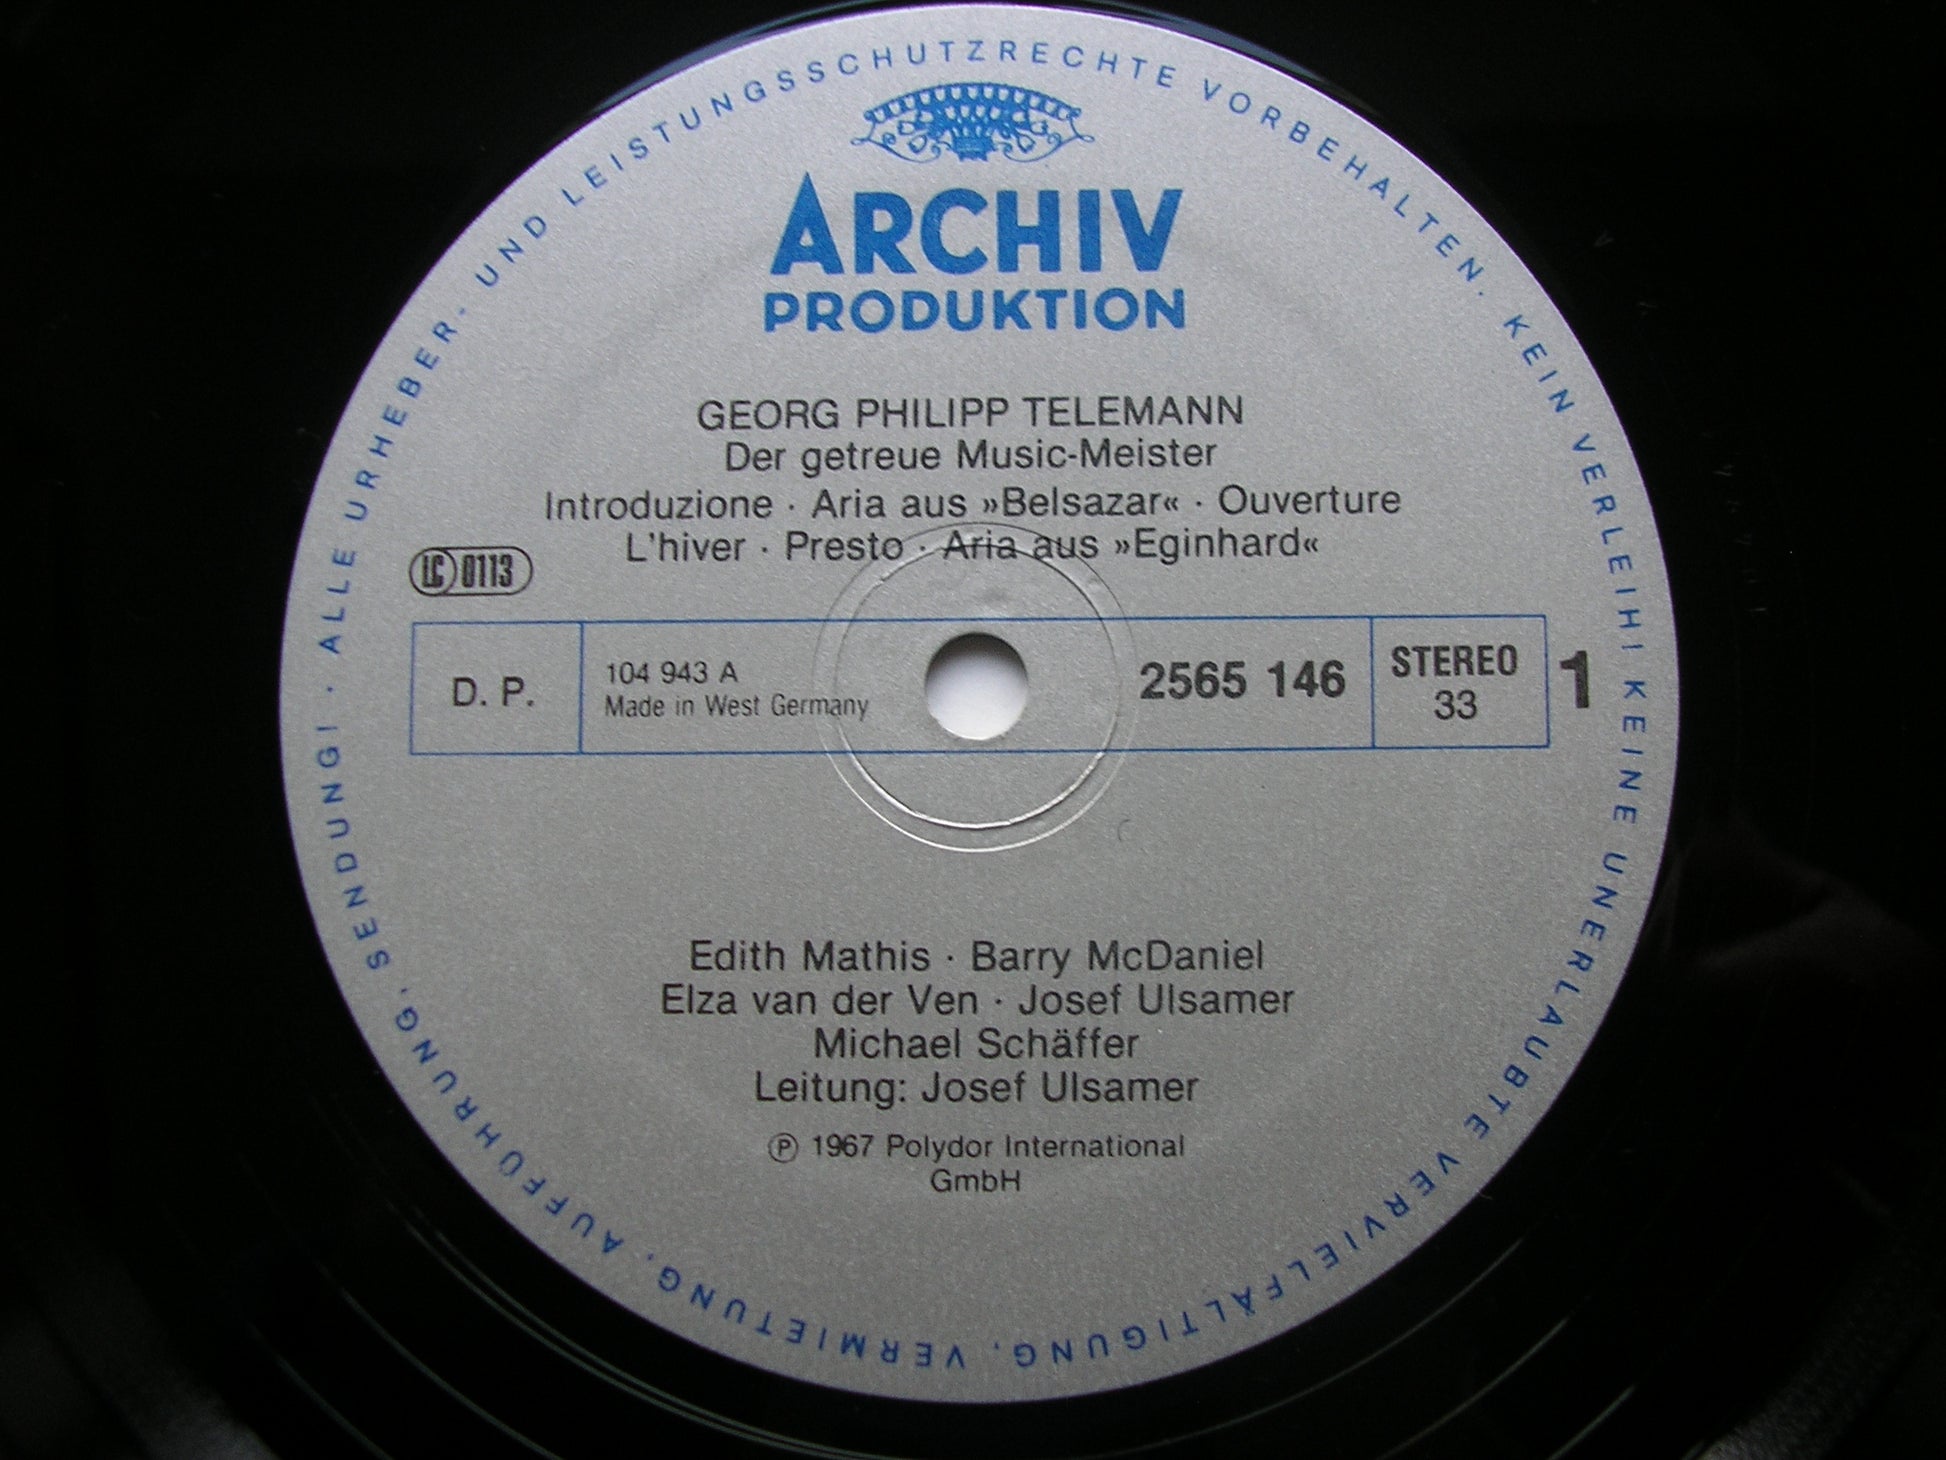 ALLE URHEBER- UND LEISTUNGSSCHUTZRECHTE VORBEHALTEN. KEIN VERLEIH! KEINE UNERLAUBTE VERVIELFÄLTIGUNG, VERMIETUNG, AUFFÜHRUNG, SENDUNG! ·
ARCHIV
PRODUKTION
GEORG PHILIPP TELEMANN
Der getreue Music-Meister
Introduzione · Aria aus »Belsazar« · Ouverture
L'hiver · Presto · Aria aus »Eginhard«
LC 0113
D. P.
104 943 A
Made in West Germany
2565 146
STEREO
33
1
Edith Mathis · Barry McDaniel
Elza van der Ven · Josef Ulsamer
Michael Schäffer
Leitung: Josef Ulsamer
℗ 1967 Polydor International
GmbH